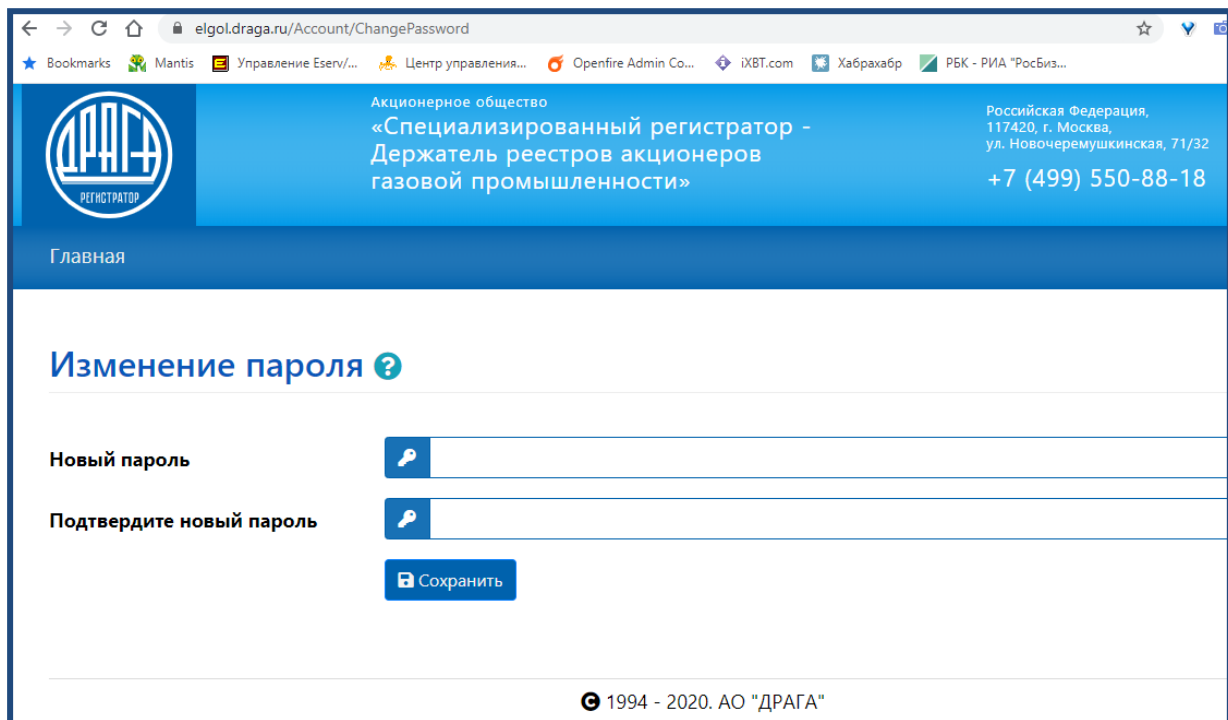 elgol.draga.ru/Account/ChangePassword
Bookmarks Mantis Управление Eserv/... Центр управления... Openfire Admin Co... iXBT.com Хабрахабр РБК - РИА "РосБиз...
ДРАГА
РЕГИСТРАТОР
Акционерное общество
«Специализированный регистратор -
Держатель реестров акционеров
газовой промышленности»
Российская Федерация,
117420, г. Москва,
ул. Новочеремушкинская, 71/32
+7 (499) 550-88-18
Главная
Изменение пароля ?
Новый пароль
Подтвердите новый пароль
Сохранить
© 1994 - 2020. АО "ДРАГА"